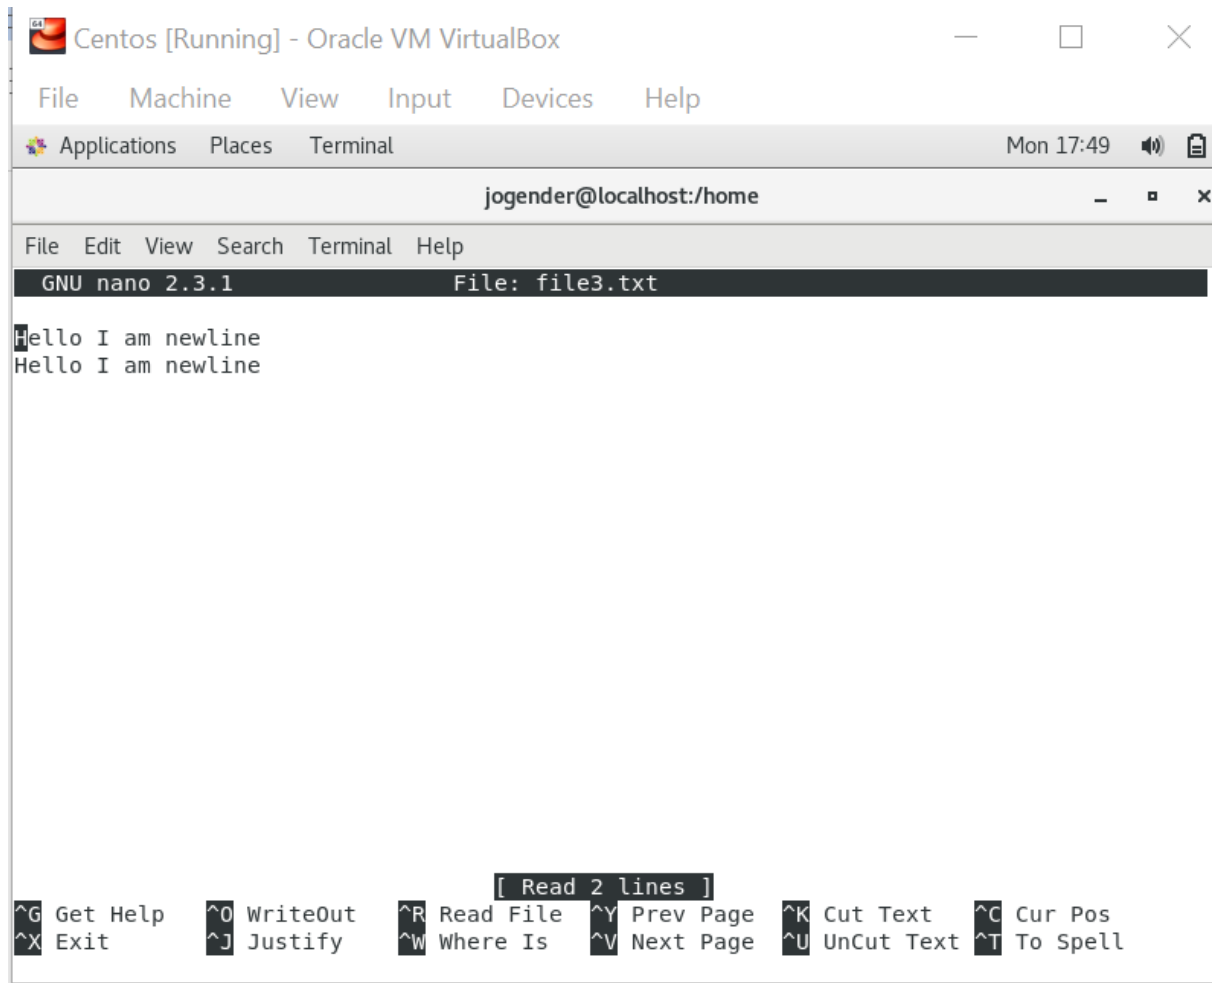 Centos [Running] - Oracle VM VirtualBox
File Machine View Input Devices Help
Applications Places Terminal Mon 17:49
jogender@localhost:/home
File Edit View Search Terminal Help
GNU nano 2.3.1 File: file3.txt
Hello I am newline
Hello I am newline
[ Read 2 lines ]
^G Get Help ^O WriteOut ^R Read File ^Y Prev Page ^K Cut Text ^C Cur Pos
^X Exit ^J Justify ^W Where Is ^V Next Page ^U UnCut Text ^T To Spell